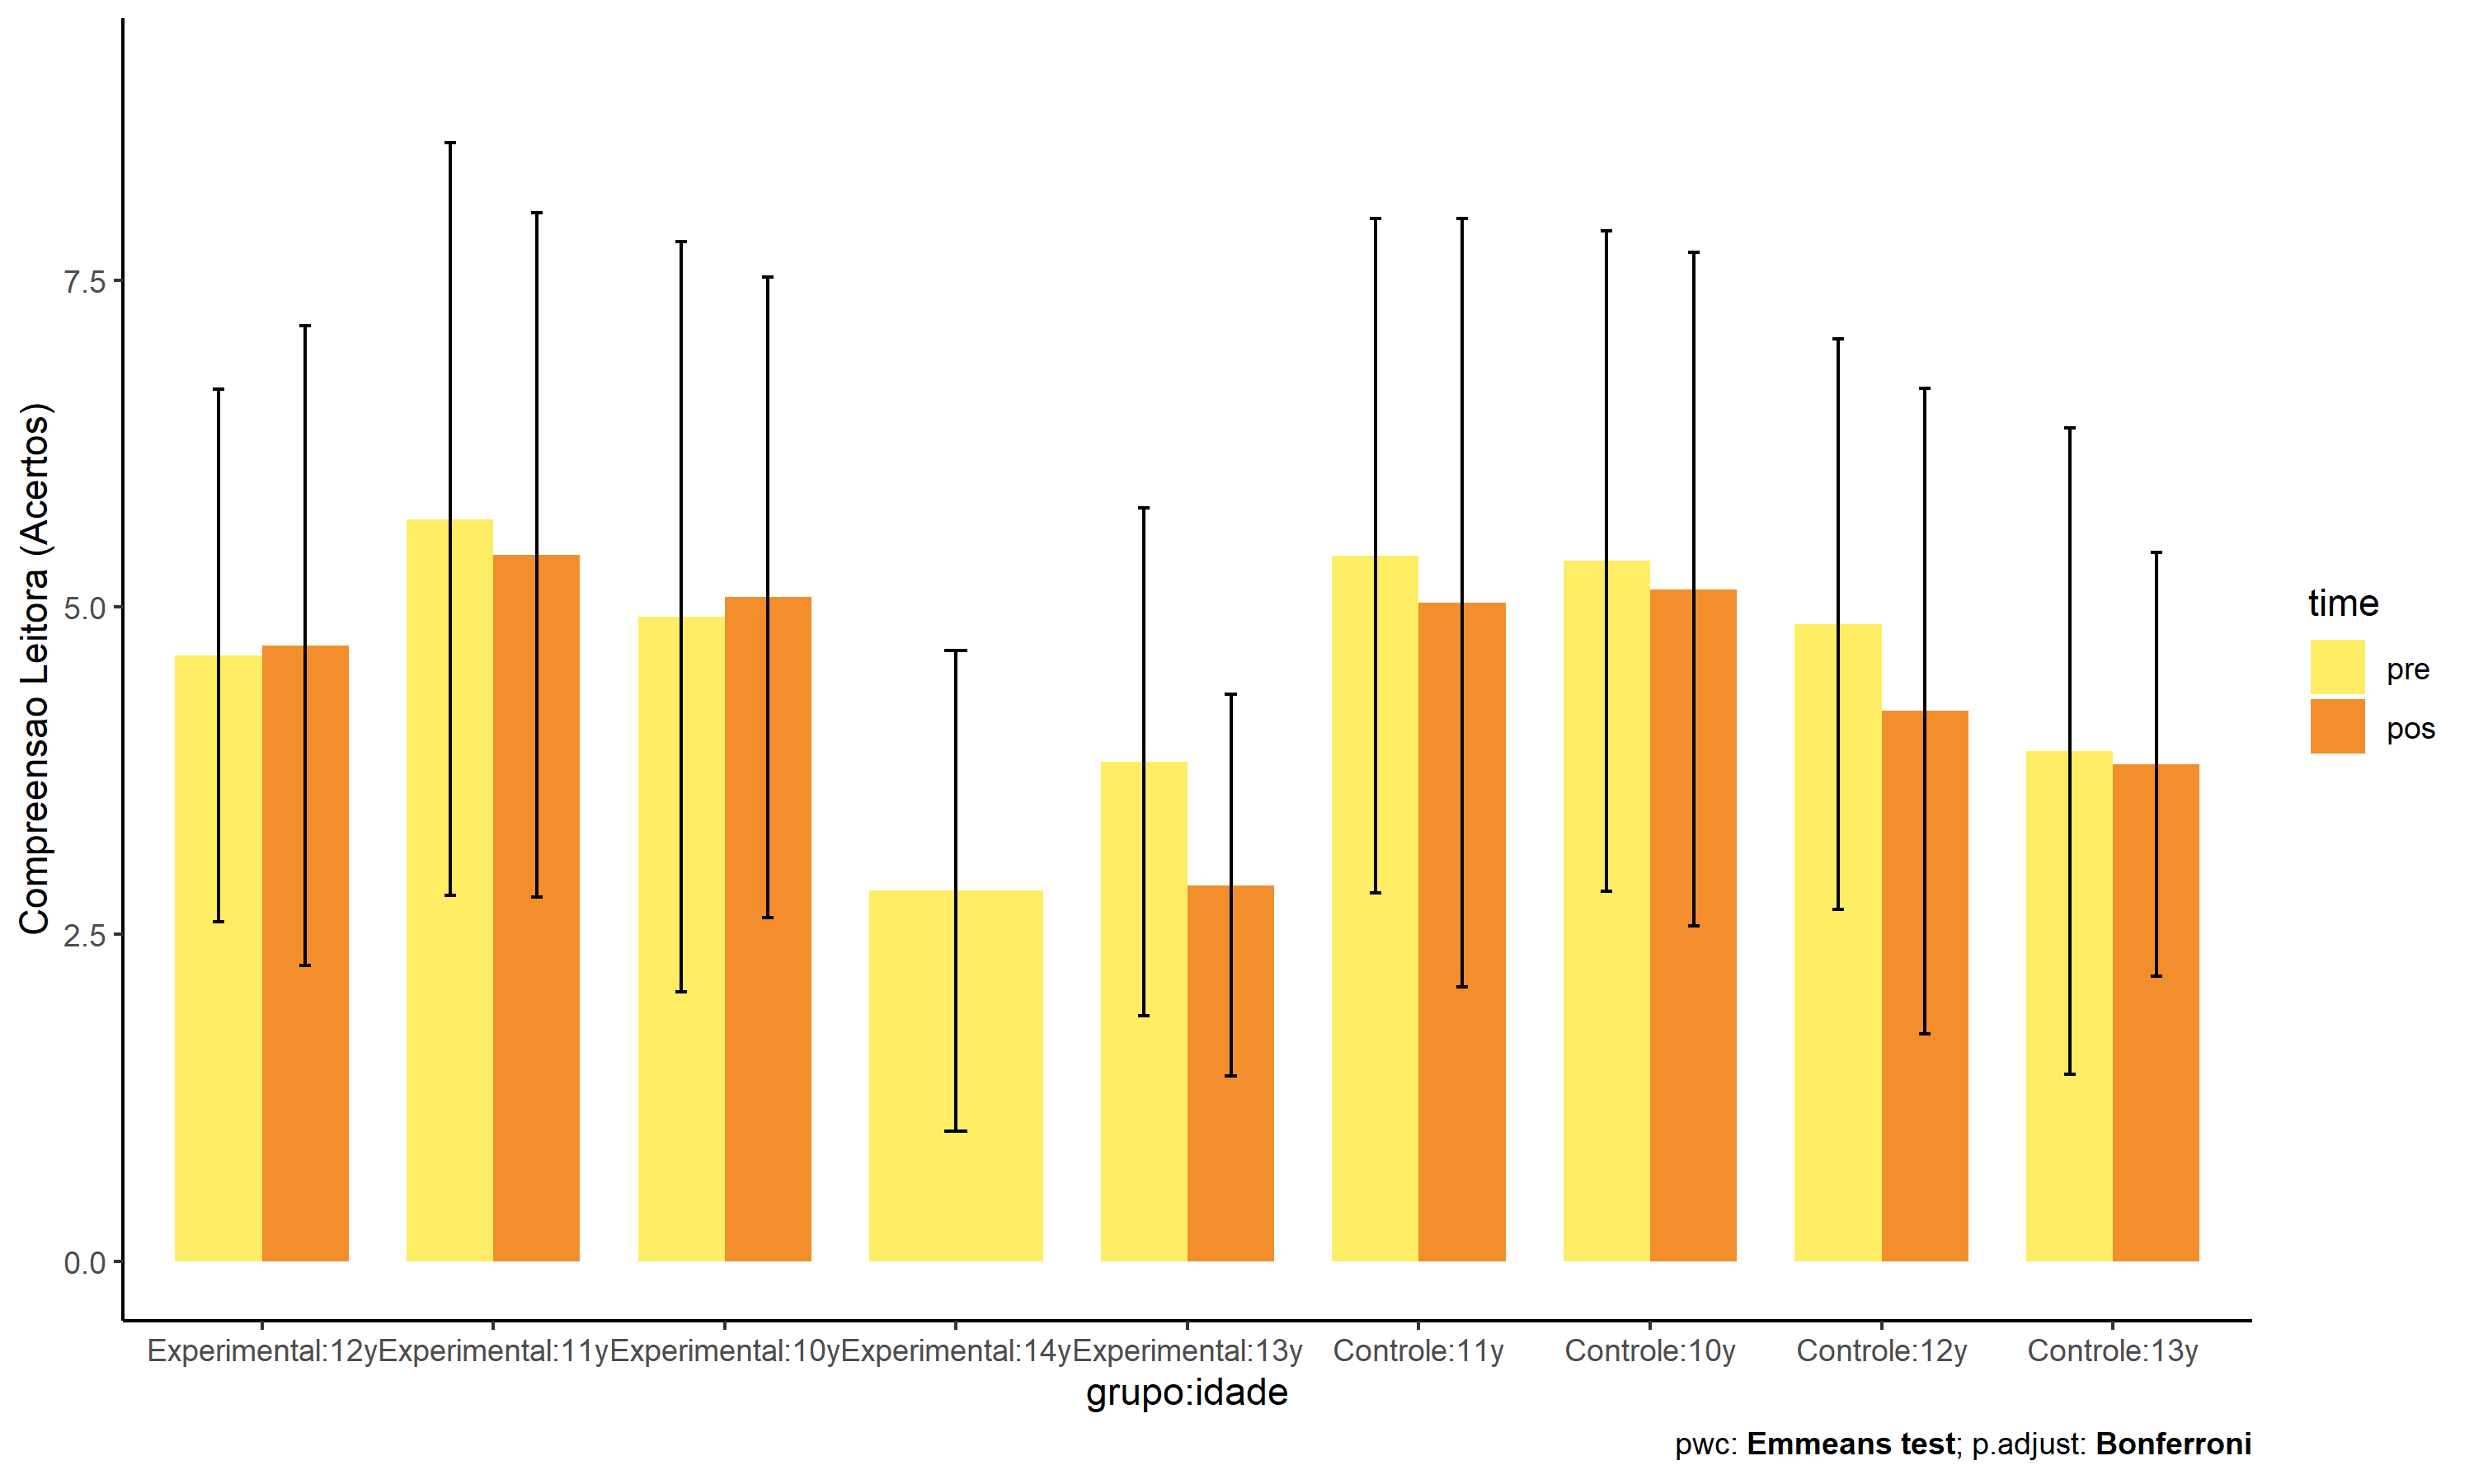 Compreensao Leitora (Acertos)
7.5
5.0
2.5
0.0
Experimental:12y
Experimental:11y
Experimental:10y
Experimental:14y
Experimental:13y
Controle:11y
Controle:10y
Controle:12y
Controle:13y
grupo:idade
time
pre
pos
pwc: Emmeans test; p.adjust: Bonferroni